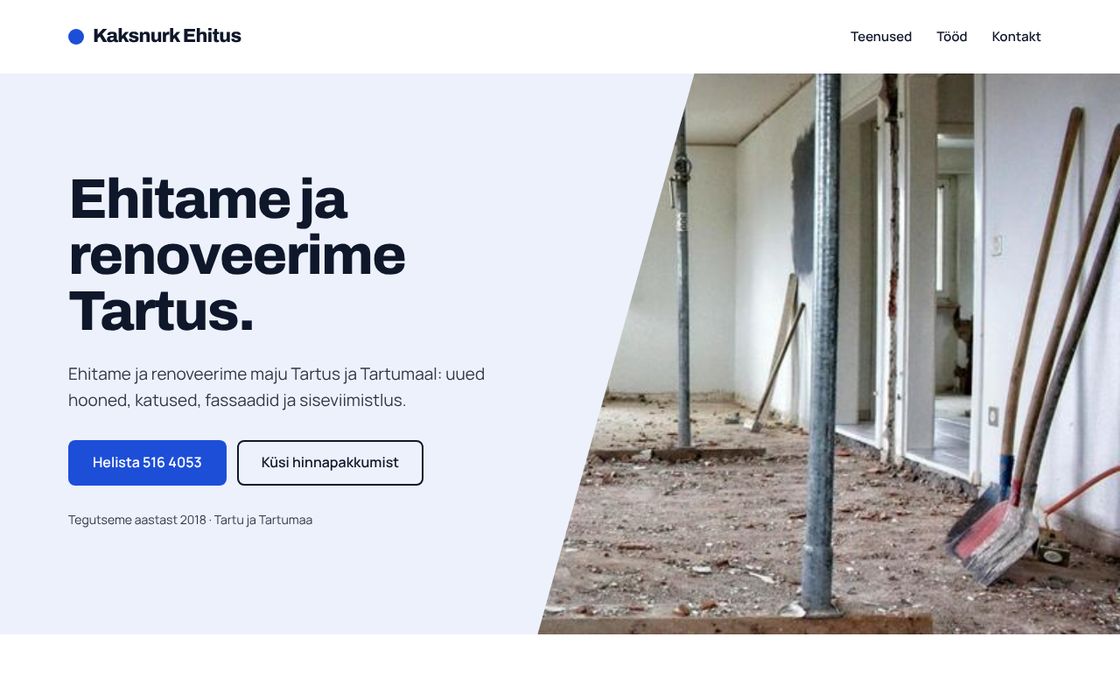 Kaksnurk Ehitus
Teenused
Tööd
Kontakt
Ehitame ja
renoveerime
Tartus.
Ehitame ja renoveerime maju Tartus ja Tartumaal: uued
hooned, katused, fassaadid ja siseviimistlus.
Helista 516 4053
Küsi hinnapakkumist
Tegutseme aastast 2018 · Tartu ja Tartumaa